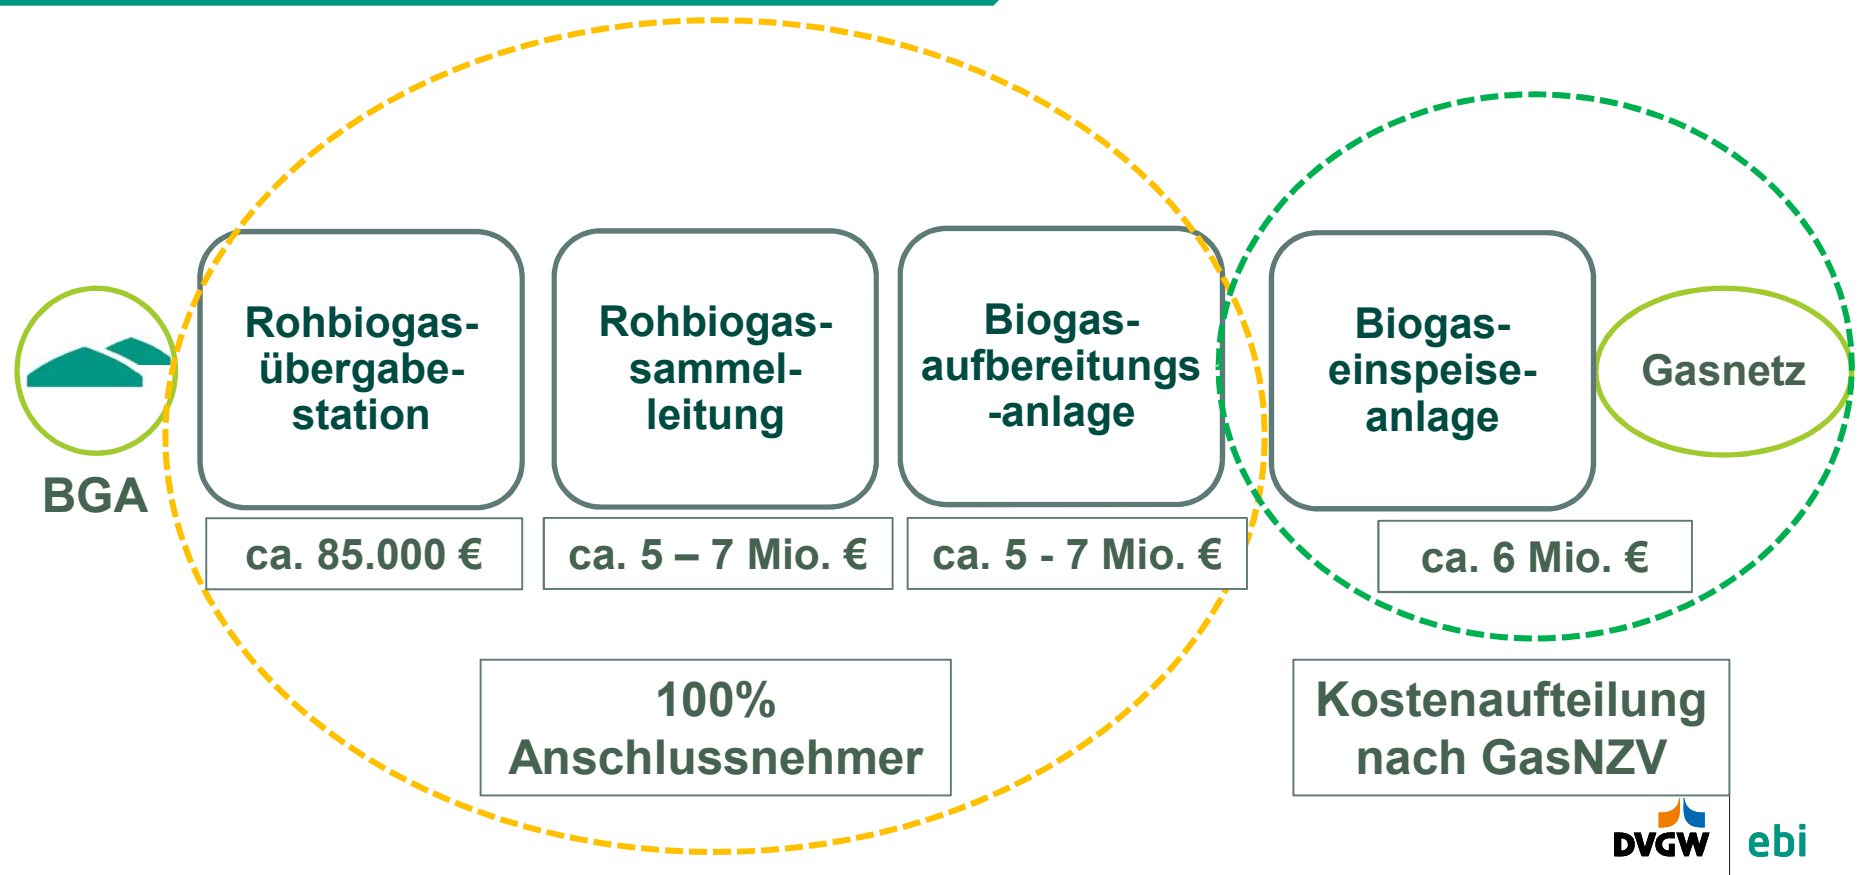 BGA
Rohbiogas-
übergabe-
station
ca. 85.000 €
Rohbiogas-
sammel-
leitung
ca. 5 – 7 Mio. €
Biogas-
aufbereitungs
-anlage
ca. 5 - 7 Mio. €
Biogas-
einspeise-
anlage
ca. 6 Mio. €
Gasnetz
100%
Anschlussnehmer
Kostenaufteilung
nach GasNZV
DVGW
ebi